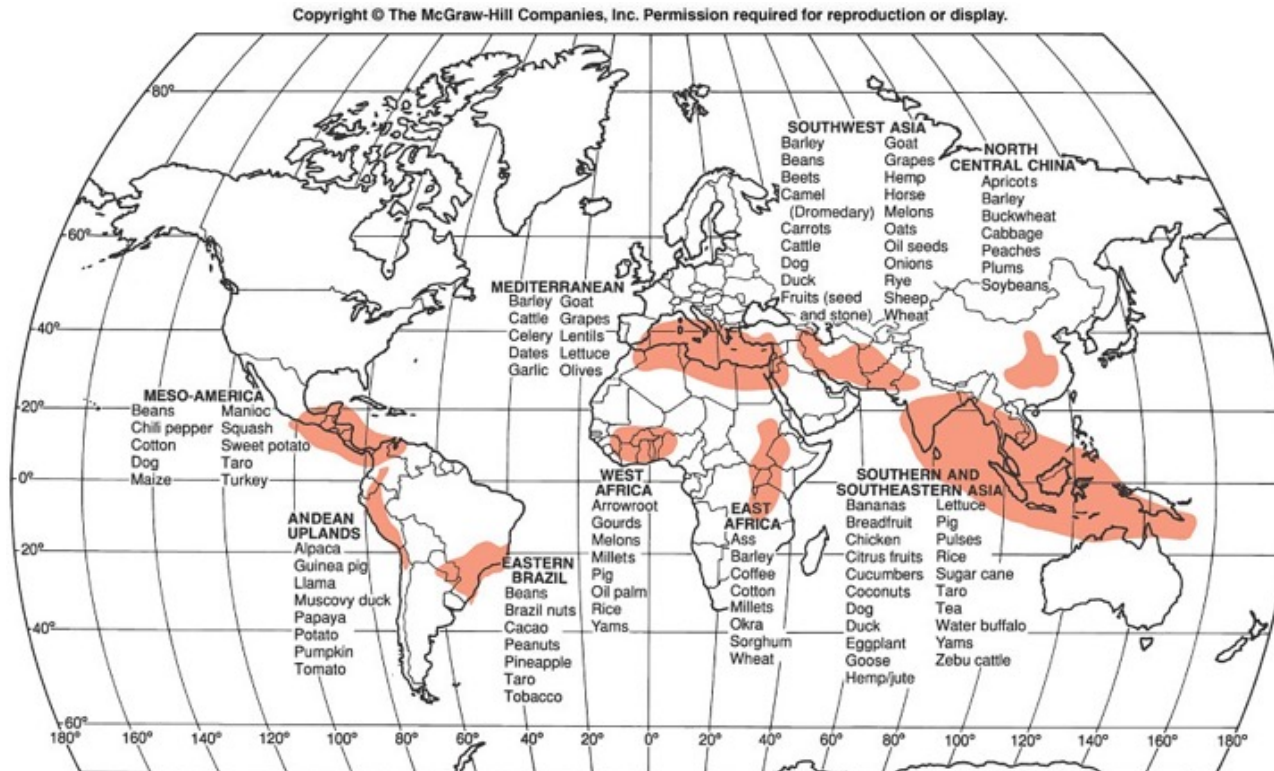 Copyright © The McGraw-Hill Companies, Inc. Permission required for reproduction or display.
80°
60°
40°
20°
0°
20°
40°
60°
SOUTHWEST ASIA
Barley
Beans
Beets
Camel
(Dromedary)
Carrots
Cattle
Dog
Duck
Fruits (seed
and stone)
Goat
Grapes
Hemp
Horse
Melons
Oats
Oil seeds
Onions
Rye
Sheep
Wheat
NORTH
CENTRAL CHINA
Apricots
Barley
Buckwheat
Cabbage
Peaches
Plums
Soybeans
MEDITERRANEAN
Barley Goat
Cattle Grapes
Celery Lentils
Dates Lettuce
Garlic Olives
MESO-AMERICA
Beans Manioc
Chili pepper Squash
Cotton Sweet potato
Dog Taro
Maize Turkey
ANDEAN
UPLANDS
Alpaca
Guinea pig
Llama
Muscovy duck
Papaya
Potato
Pumpkin
Tomato
EASTERN
BRAZIL
Beans
Brazil nuts
Cacao
Peanuts
Pineapple
Taro
Tobacco
WEST
AFRICA
Arrowroot
Gourds
Melons
Millets
Pig
Oil palm
Rice
Yams
EAST
AFRICA
Ass
Barley
Coffee
Cotton
Millets
Okra
Sorghum
Wheat
SOUTHERN AND
SOUTHEASTERN ASIA
Bananas
Breadfruit
Chicken
Citrus fruits
Cucumbers
Coconuts
Dog
Duck
Eggplant
Goose
Hemp/jute
Lettuce
Pig
Pulses
Rice
Sugar cane
Taro
Tea
Water buffalo
Yams
Zebu cattle
180° 160° 140° 120° 100° 80° 60° 40° 20° 0° 20° 40° 60° 80° 100° 120° 140° 160° 180°